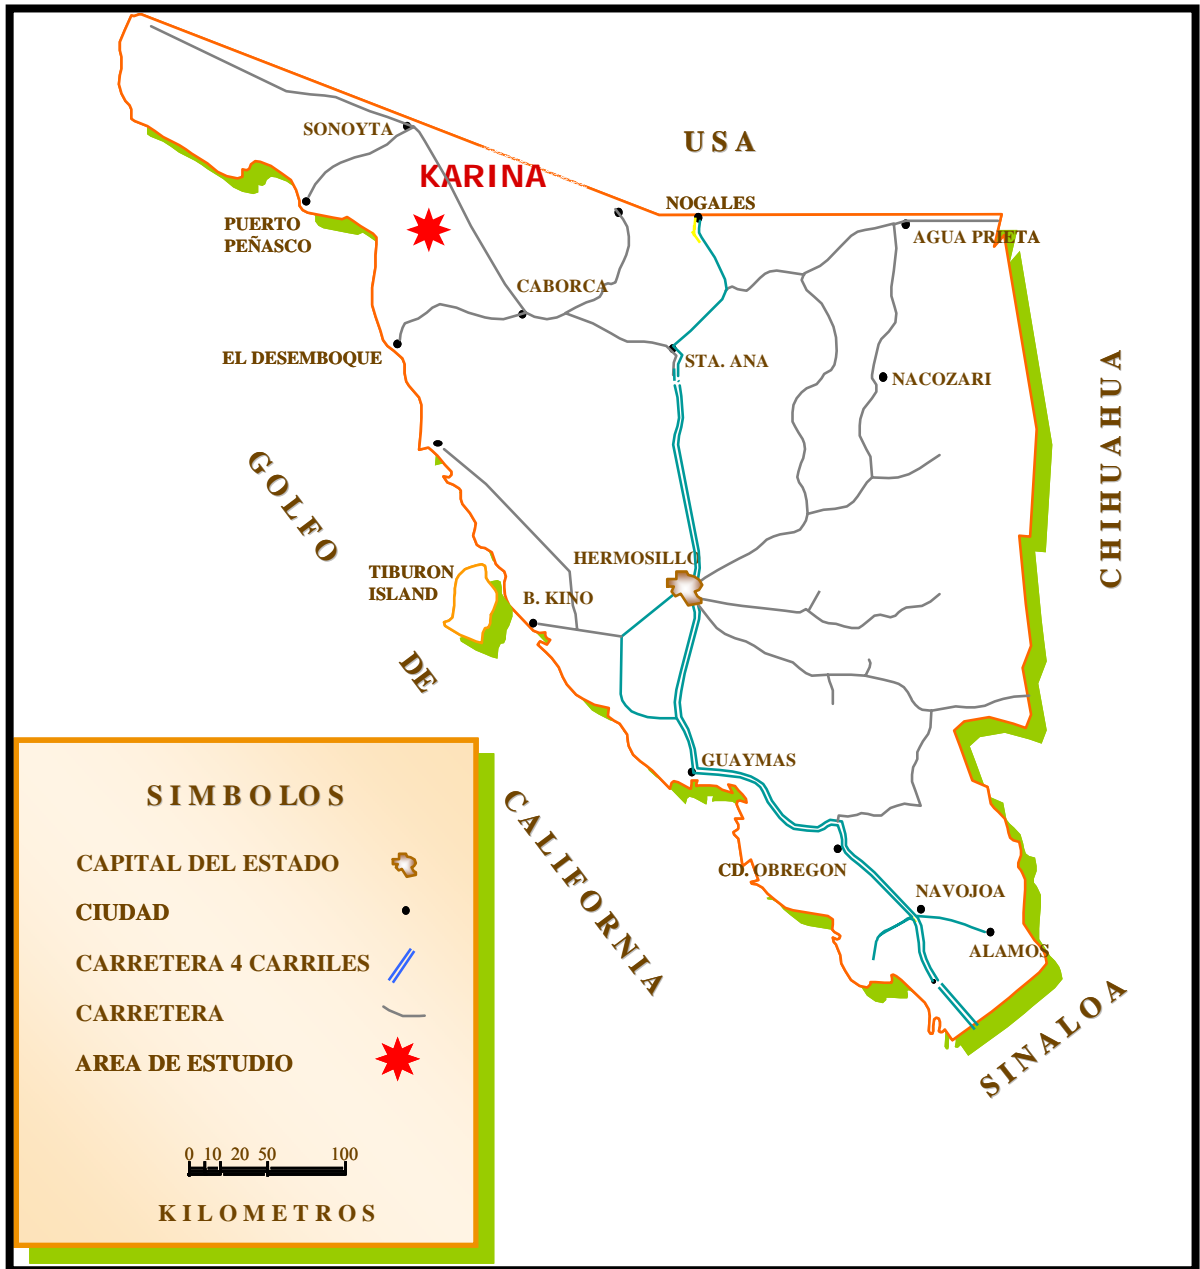 USA
SONOYTA
KARINA
NOGALES
PUERTO
PEÑASCO
AGUA PRIETA
CABORCA
EL DESEMBOQUE
STA. ANA
NACOZARI
CHIHUAHUA
GOLFO
DE
CALIFORNIA
HERMOSILLO
TIBURON
ISLAND
B. KINO
GUAYMAS
CD. OBREGON
NAVOJOA
ALAMOS
SINALOA
SIMBOLOS
CAPITAL DEL ESTADO
CIUDAD
CARRETERA 4 CARRILES
CARRETERA
AREA DE ESTUDIO
0 10 20 50 100
KILOMETROS